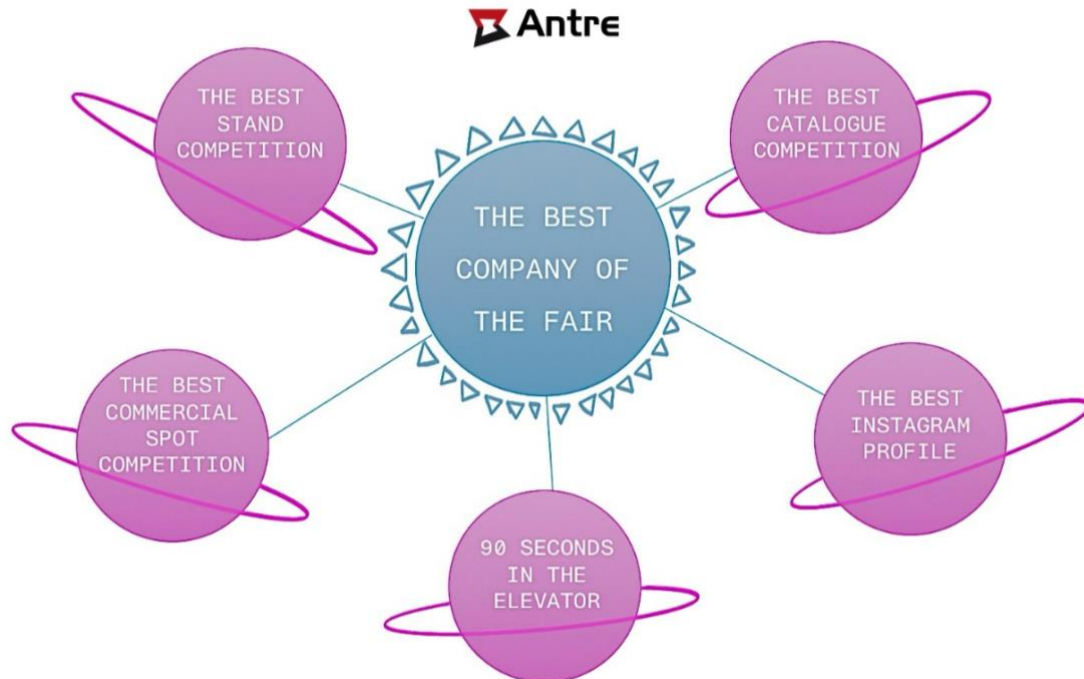 Antre
THE BEST
STAND
COMPETITION
THE BEST
CATALOGUE
COMPETITION
THE BEST
COMPANY OF
THE FAIR
THE BEST
COMMERCIAL
SPOT
COMPETITION
THE BEST
INSTAGRAM
PROFILE
90 SECONDS
IN THE
ELEVATOR